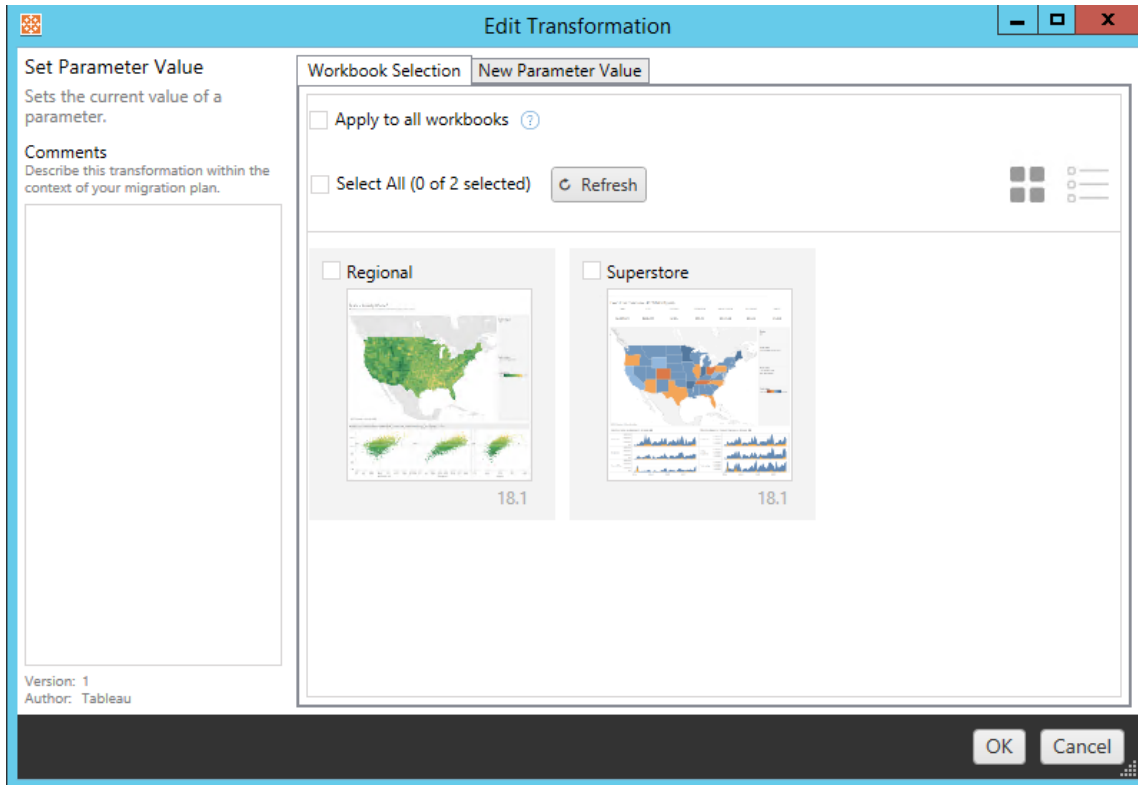 Edit Transformation
Set Parameter Value
Sets the current value of a
parameter.
Comments
Describe this transformation within the
context of your migration plan.
Version: 1
Author: Tableau
Workbook Selection
New Parameter Value
Apply to all workbooks ?
Select All (0 of 2 selected)
Refresh
Regional
18.1
Superstore
18.1
OK
Cancel